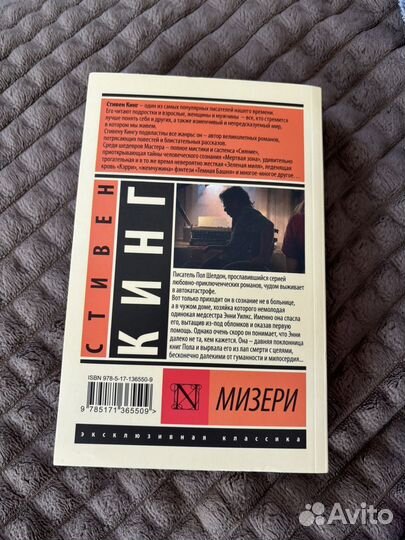 Стивен Кинг – один из самых популярных писателей нашего времени.
Его читают подростки и взрослые, женщины и мужчины – все, кто стремится
лучше понять себя и других, а также изменчивый и непредсказуемый мир,
в котором мы живем.
Стивену Кингу подвластны все жанры: он – автор великолепных романов,
потрясающих повестей и блистательных рассказов.
Среди шедевров Мастера – полное мистики и саспенса «Сияние»,
приоткрывающая тайны человеческого сознания «Мертвая зона», удивительно
трогательная и в то же время невероятно жесткая «Зеленая миля», леденящая
кровь «Кэрри», «жемчужина» фэнтези «Темная Башня» и многое-многое другое...
СТИВЕН
КИНГ
Писатель Пол Шелдон, прославившийся серией
любовно-приключенческих романов, чудом выживает
в автокатастрофе.
Вот только приходит он в сознание не в больнице,
а в чужом доме, хозяйка которого немолодая
одинокая медсестра Энни Уилкс. Именно она спасла
его, вытащив из-под обломков и оказав первую
помощь. Однако очень скоро он понимает, что Энни
далеко не та, кем кажется. Она – давняя поклонница
книг Пола и вырвала его из лап смерти с целями,
бесконечно далекими от гуманности и милосердия...
ISBN 978-5-17-136550-9
9 785171 365509 >
N
МИЗЕРИ
эксклюзивная классика
Avito